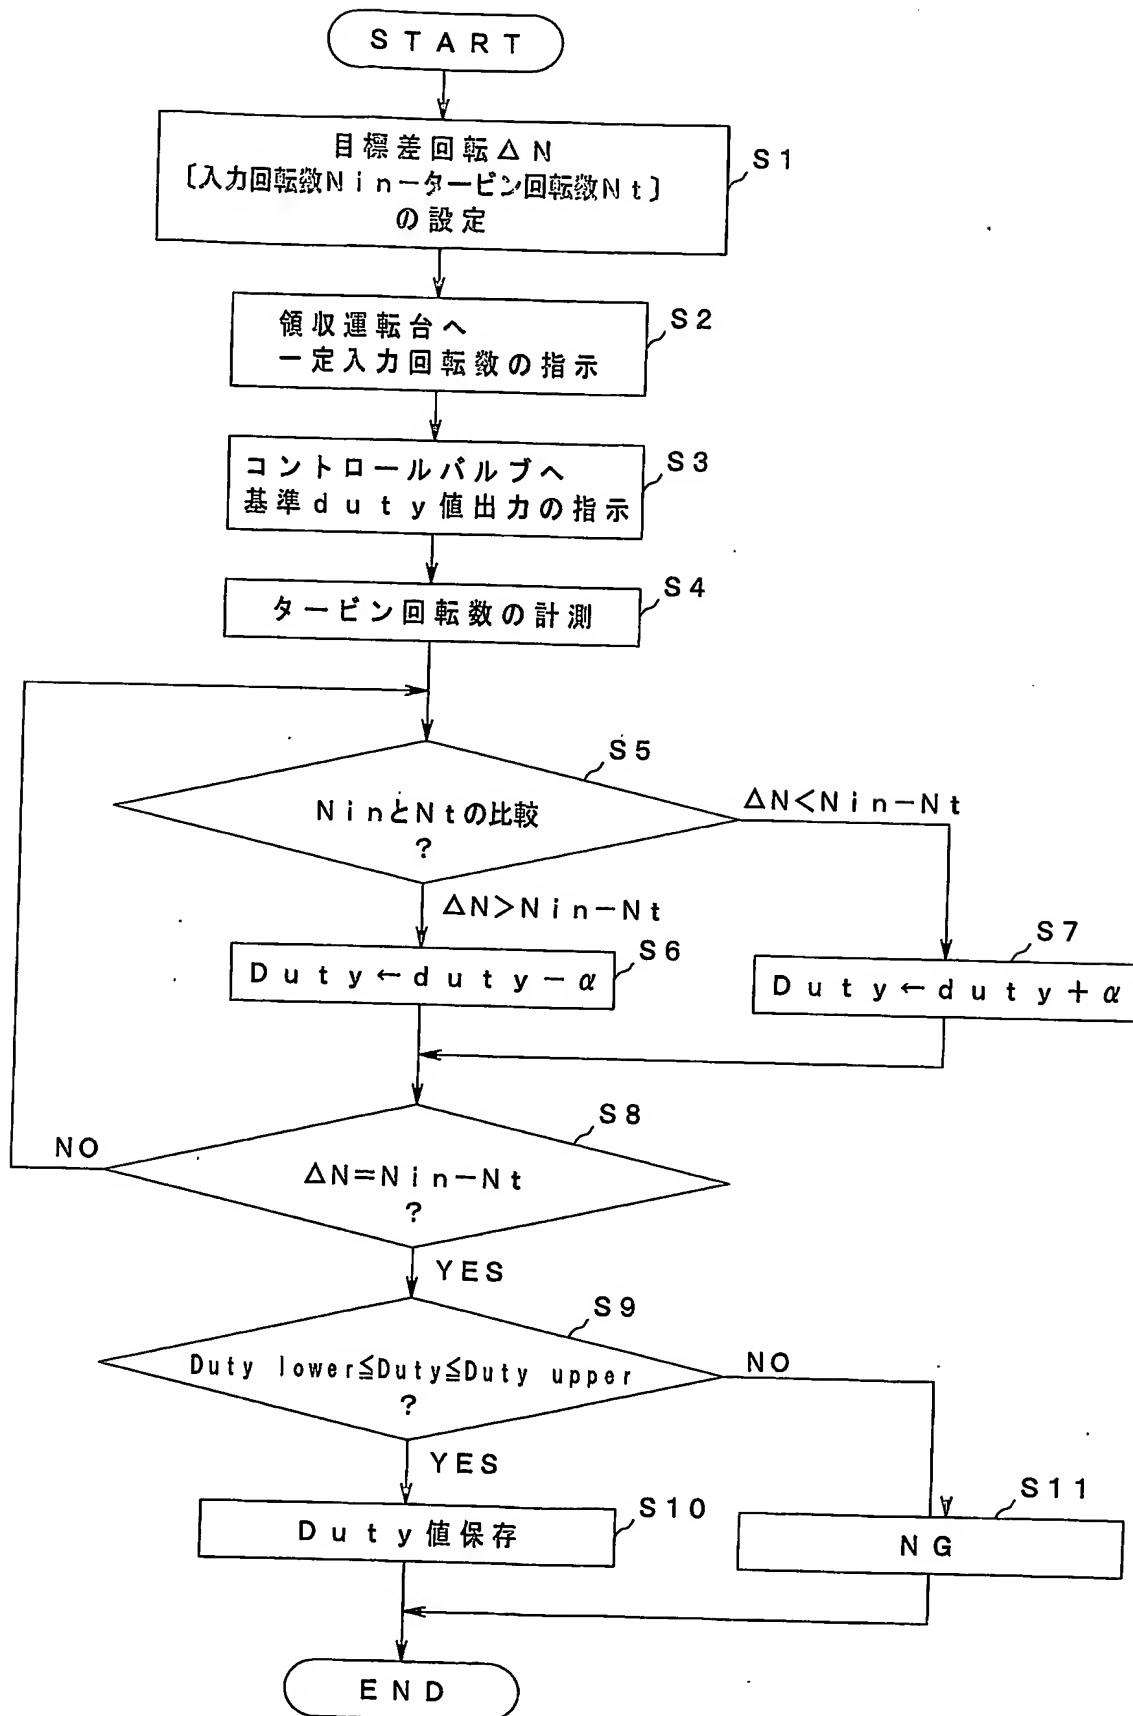 START
目標差回転ΔN
〔入力回転数Nin−タービン回転数Nt〕
の設定
S1
領収運転台へ
一定入力回転数の指示
S2
コントロールバルブへ
基準duty値出力の指示
S3
タービン回転数の計測
S4
NinとNtの比較
?
S5
ΔN<Nin−Nt
ΔN>Nin−Nt
Duty←duty−α
S6
Duty←duty+α
S7
ΔN=Nin−Nt
?
S8
NO
YES
Duty lower≦Duty≦Duty upper
?
S9
NO
YES
Duty値保存
S10
NG
S11
END